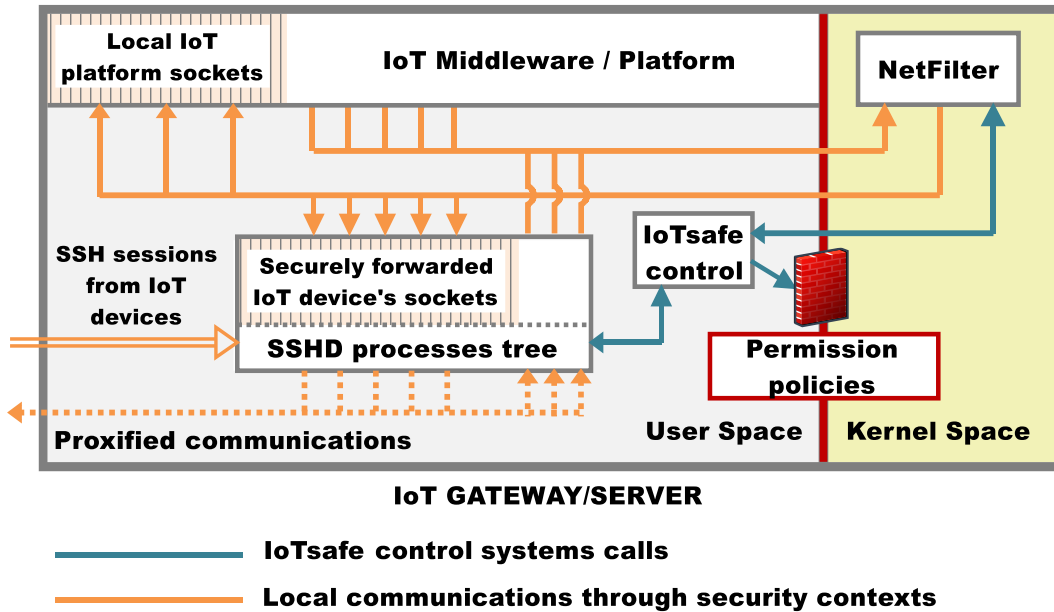 Local IoT
platform sockets
IoT Middleware / Platform
NetFilter
SSH sessions
from IoT
devices
Securely forwarded
IoT device's sockets
SSHD processes tree
IoTsafe
control
Permission
policies
Proxified communications
User Space
Kernel Space
IoT GATEWAY/SERVER
IoTsafe control systems calls
Local communications through security contexts